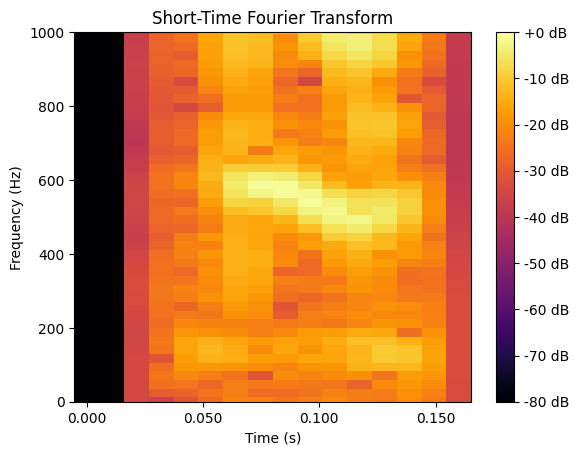 Short-Time Fourier Transform
1000
800
600
400
200
0
Frequency (Hz)
0.000
0.050
0.100
0.150
Time (s)
+0 dB
-10 dB
-20 dB
-30 dB
-40 dB
-50 dB
-60 dB
-70 dB
-80 dB